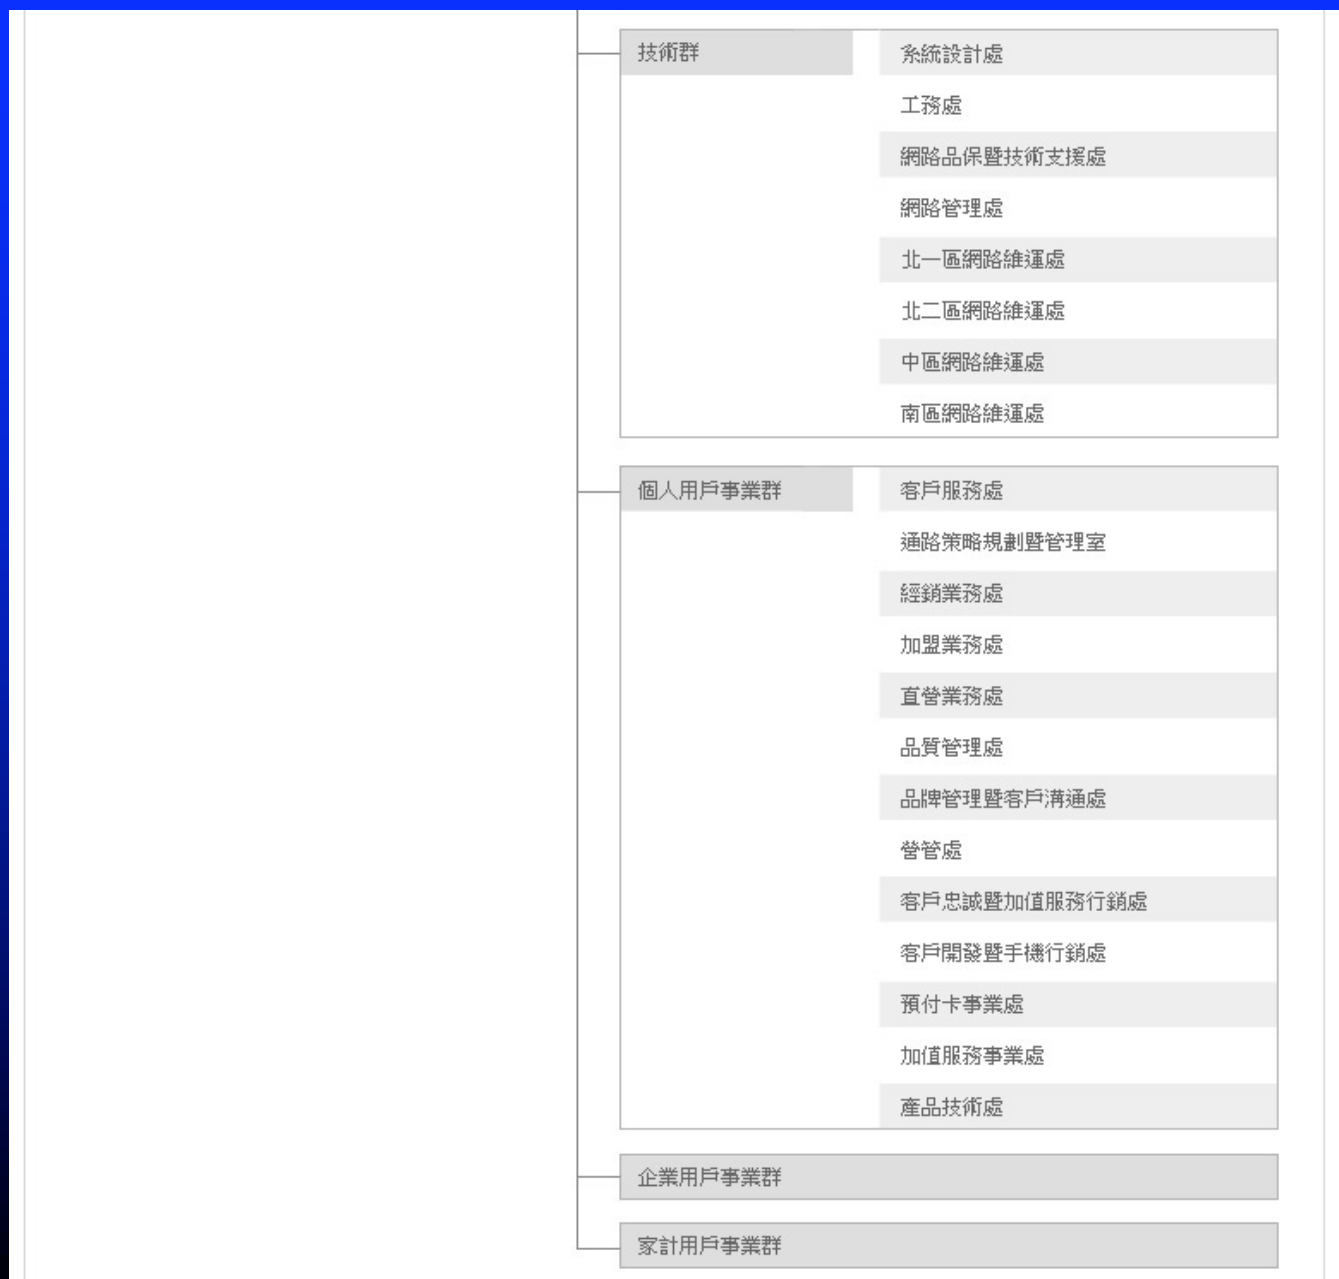 技術群
系統設計處
工務處
網路品保暨技術支援處
網路管理處
北一區網路維運處
北二區網路維運處
中區網路維運處
南區網路維運處
個人用戶事業群
客戶服務處
通路策略規劃暨管理室
經銷業務處
加盟業務處
直營業務處
品質管理處
品牌管理暨客戶溝通處
營管處
客戶忠誠暨加值服務行銷處
客戶開發暨手機行銷處
預付卡事業處
加值服務事業處
產品技術處
企業用戶事業群
家計用戶事業群